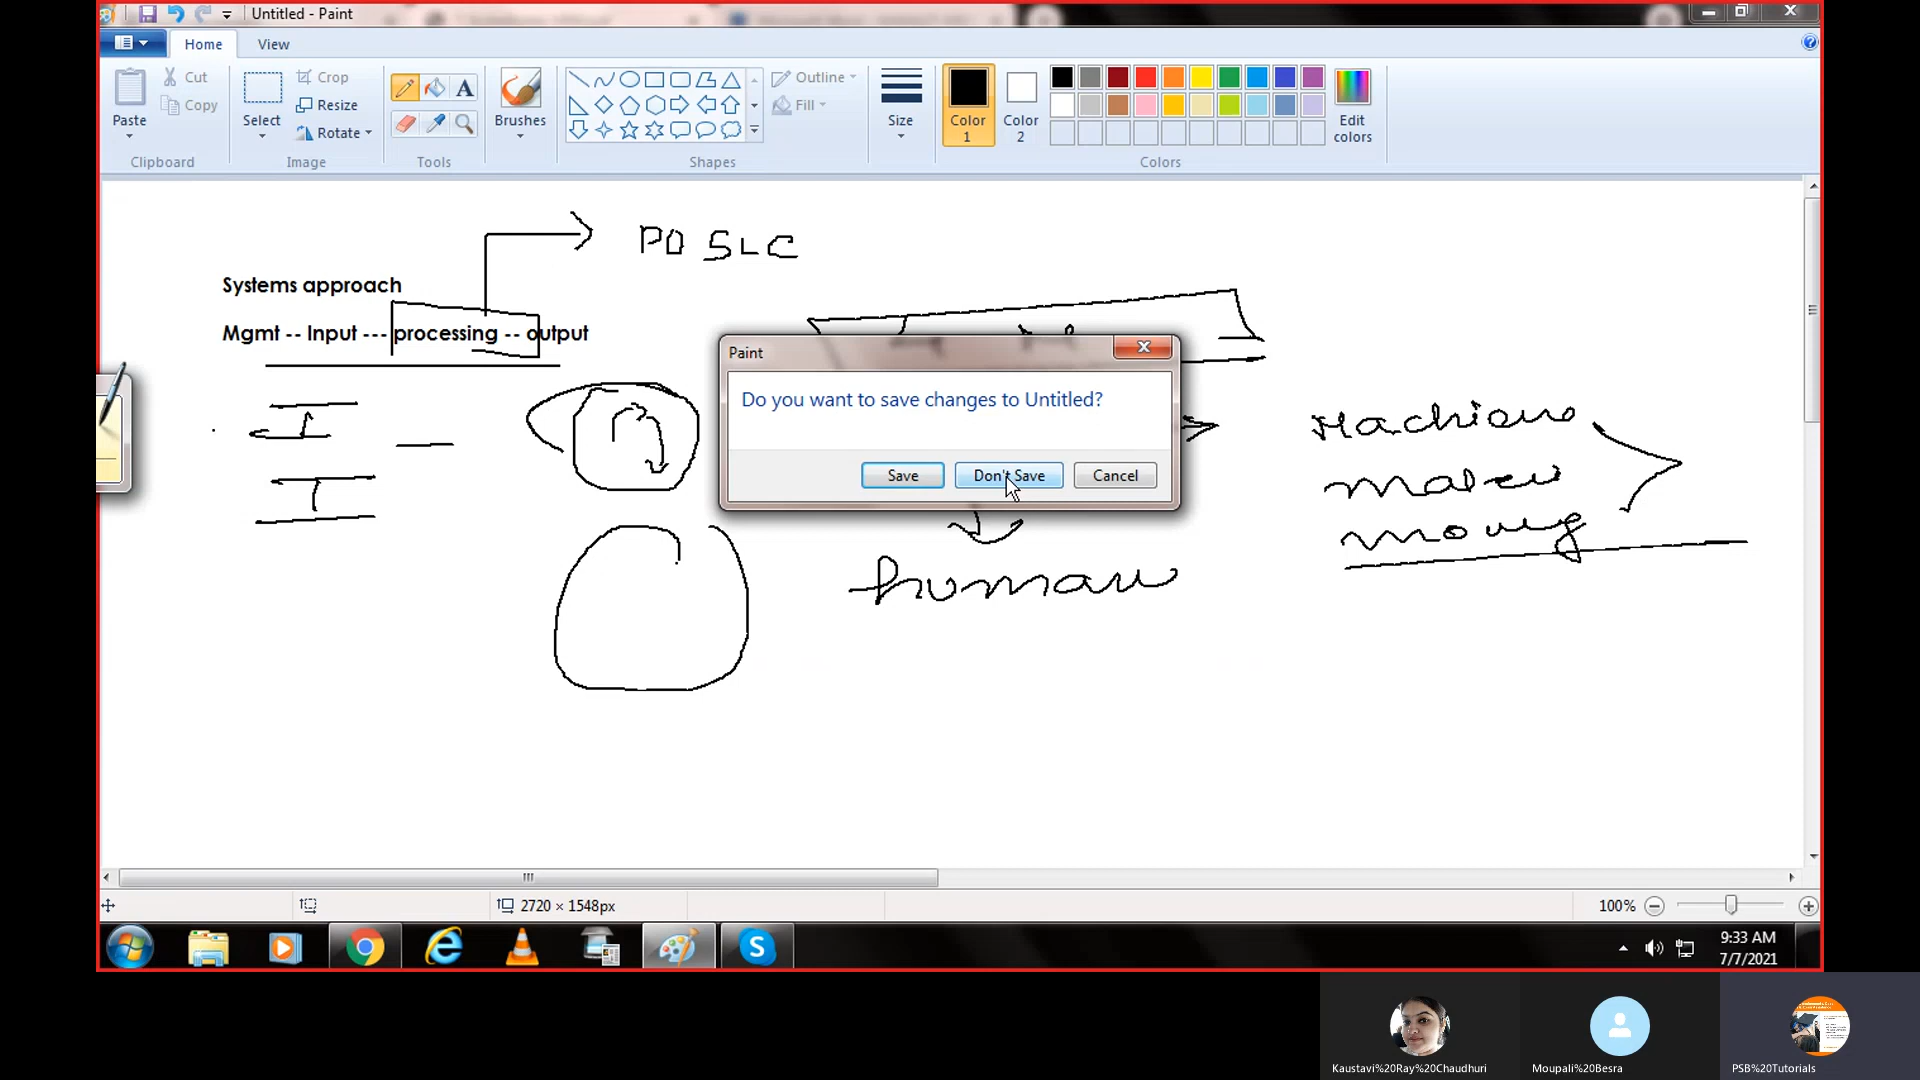 Untitled - Paint
Home View
Cut
Copy
Paste
Clipboard
Select
Crop
Resize
Rotate
Image
Tools
Brushes
Shapes
Outline
Fill
Size
Color 1
Color 2
Edit colors
Colors
PO SLC
Systems approach
Mgmt -- Input --- processing -- output
Paint
Do you want to save changes to Untitled?
Save Don't Save Cancel
human
2720 × 1548px
100%
9:33 AM
7/7/2021
Kaustavi%20Ray%20Chaudhuri
Moupali%20Besra
PSB%20Tutorials